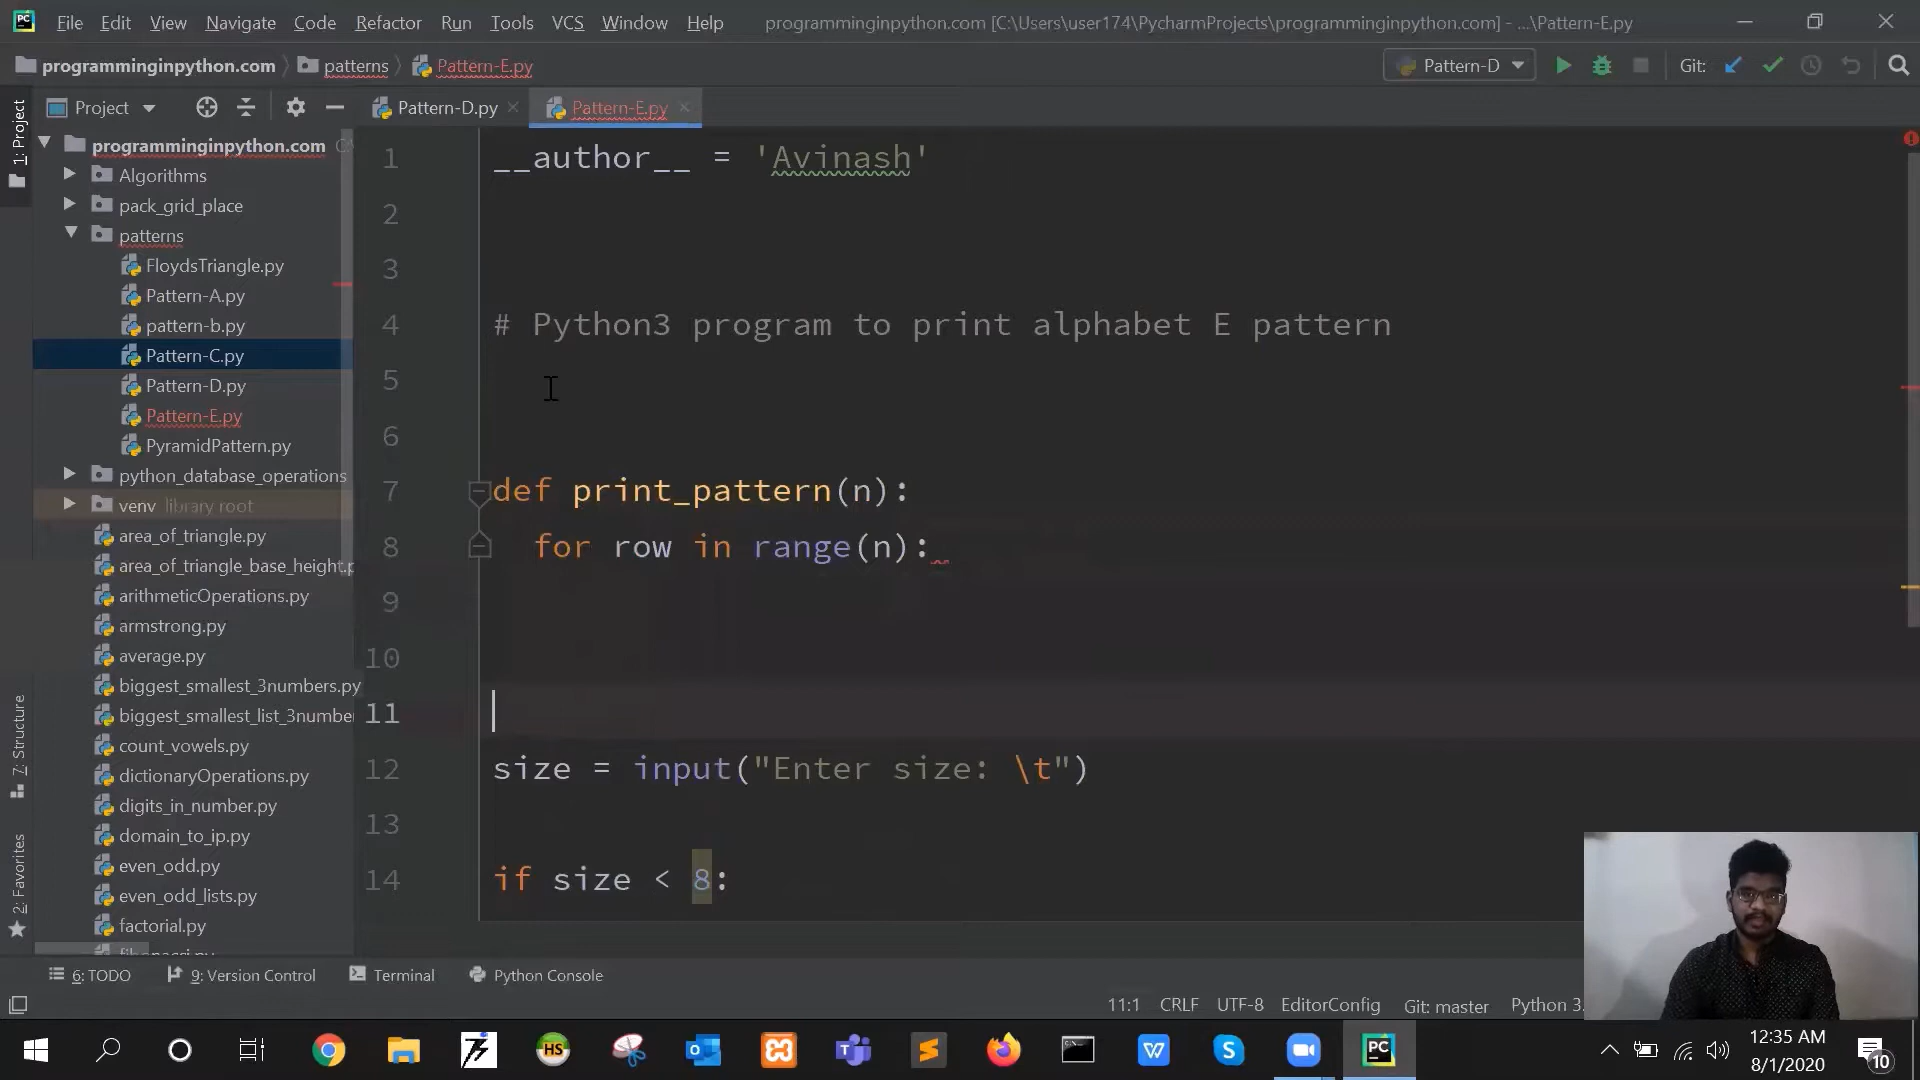 File Edit View Navigate Code Refactor Run Tools VCS Window Help programminginpython.com [C:\Users\user174\PycharmProjects\programminginpython.com] - ...\Pattern-E.py
programminginpython.com patterns Pattern-E.py Pattern-D Git:
1: Project
Project
Pattern-D.py Pattern-E.py
programminginpython.com
Algorithms
pack_grid_place
patterns
FloydsTriangle.py
Pattern-A.py
pattern-b.py
Pattern-C.py
Pattern-D.py
Pattern-E.py
PyramidPattern.py
python_database_operations
venv library root
area_of_triangle.py
area_of_triangle_base_height.p
arithmeticOperations.py
armstrong.py
average.py
biggest_smallest_3numbers.py
biggest_smallest_list_3number
count_vowels.py
dictionaryOperations.py
digits_in_number.py
domain_to_ip.py
even_odd.py
even_odd_lists.py
factorial.py
7: Structure
2: Favorites
1 __author__ = 'Avinash'
2
3
4 # Python3 program to print alphabet E pattern
5
6
7 def print_pattern(n):
8 for row in range(n):
9
10
11
12 size = input("Enter size: \t")
13
14 if size < 8:
6: TODO 9: Version Control Terminal Python Console
11:1 CRLF UTF-8 EditorConfig Git: master Python 3.
12:35 AM
8/1/2020
10